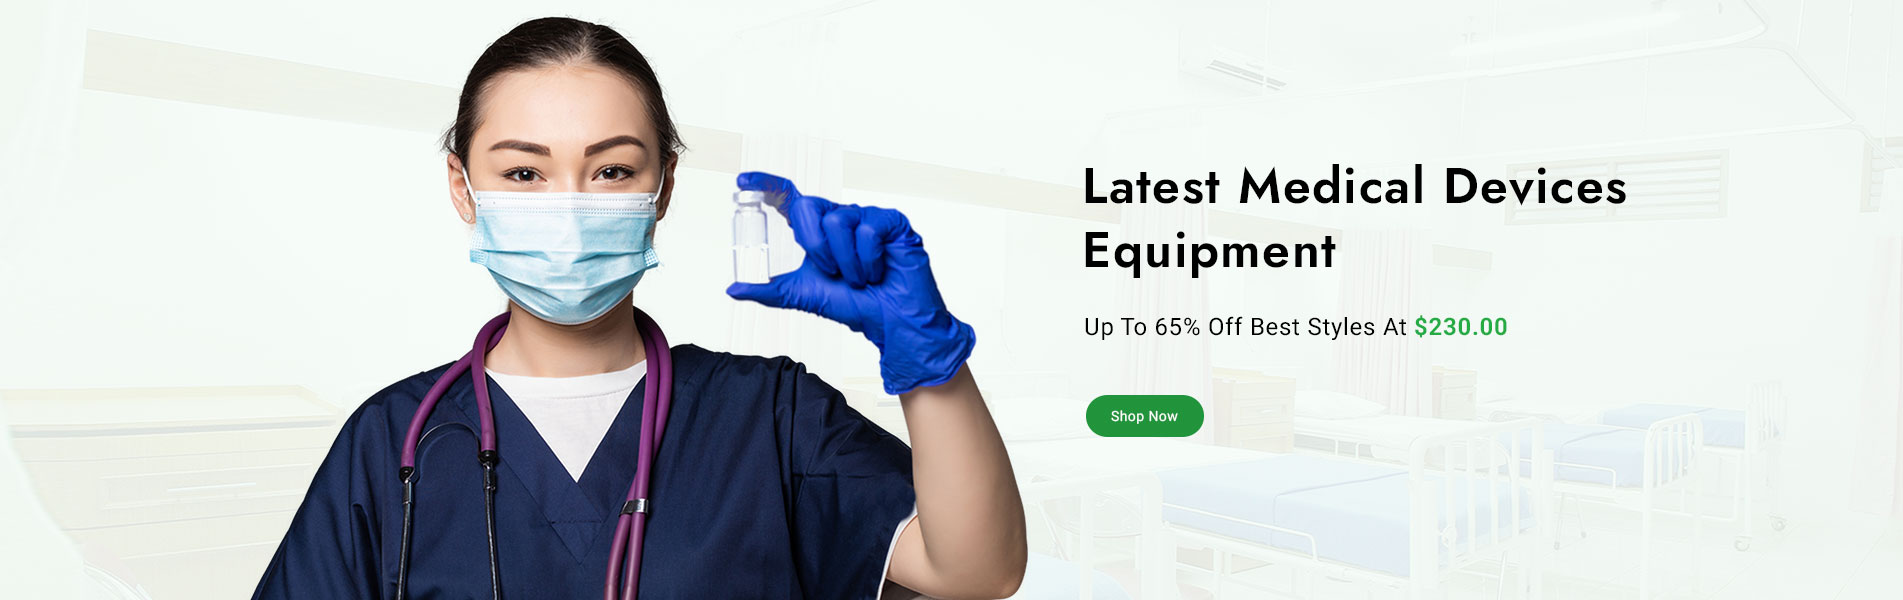 Latest Medical Devices
Equipment
Up To 65% Off Best Styles At $230.00
Shop Now